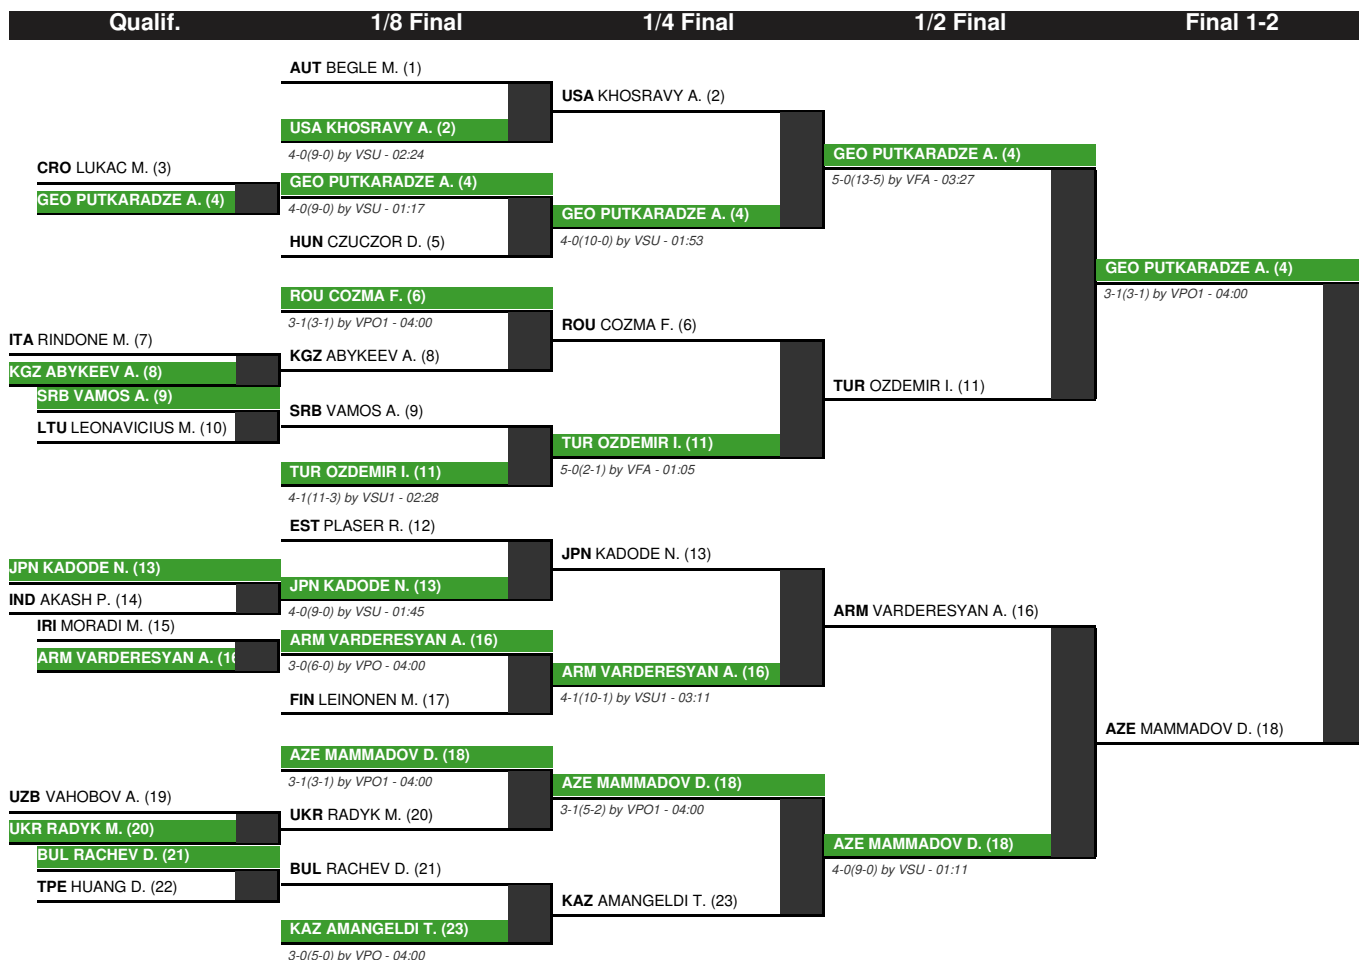 Qualif.
1/8 Final
1/4 Final
1/2 Final
Final 1-2
AUT BEGLE M. (1)
USA KHOSRAVY A. (2)
USA KHOSRAVY A. (2)
4-0(9-0) by VSU - 02:24
GEO PUTKARADZE A. (4)
5-0(13-5) by VFA - 03:27
CRO LUKAC M. (3)
GEO PUTKARADZE A. (4)
GEO PUTKARADZE A. (4)
4-0(9-0) by VSU - 01:17
GEO PUTKARADZE A. (4)
4-0(10-0) by VSU - 01:53
HUN CZUCZOR D. (5)
GEO PUTKARADZE A. (4)
3-1(3-1) by VPO1 - 04:00
ROU COZMA F. (6)
3-1(3-1) by VPO1 - 04:00
ROU COZMA F. (6)
ITA RINDONE M. (7)
KGZ ABYKEEV A. (8)
KGZ ABYKEEV A. (8)
TUR OZDEMIR I. (11)
SRB VAMOS A. (9)
SRB VAMOS A. (9)
LTU LEONAVICIUS M. (10)
TUR OZDEMIR I. (11)
5-0(2-1) by VFA - 01:05
TUR OZDEMIR I. (11)
4-1(11-3) by VSU1 - 02:28
EST PLASER R. (12)
JPN KADODE N. (13)
JPN KADODE N. (13)
JPN KADODE N. (13)
4-0(9-0) by VSU - 01:45
IND AKASH P. (14)
ARM VARDERESYAN A. (16)
IRI MORADI M. (15)
ARM VARDERESYAN A. (16)
3-0(6-0) by VPO - 04:00
ARM VARDERESYAN A. (16
ARM VARDERESYAN A. (16)
4-1(10-1) by VSU1 - 03:11
FIN LEINONEN M. (17)
AZE MAMMADOV D. (18)
AZE MAMMADOV D. (18)
3-1(3-1) by VPO1 - 04:00
AZE MAMMADOV D. (18)
3-1(5-2) by VPO1 - 04:00
UZB VAHOBOV A. (19)
UKR RADYK M. (20)
UKR RADYK M. (20)
AZE MAMMADOV D. (18)
4-0(9-0) by VSU - 01:11
BUL RACHEV D. (21)
BUL RACHEV D. (21)
TPE HUANG D. (22)
KAZ AMANGELDI T. (23)
KAZ AMANGELDI T. (23)
3-0(5-0) by VPO - 04:00